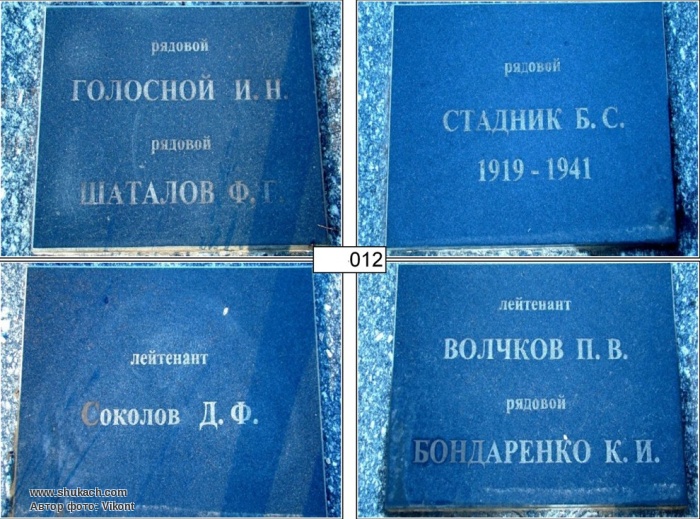 рядовой
ГОЛОСНОЙ И. Н.
рядовой
ШАТАЛОВ Ф. Г.
рядовой
СТАДНИК Б. С.
1919 - 1941
012
лейтенант
Соколов Д. Ф.
лейтенант
ВОЛЧКОВ П. В.
рядовой
БОНДАРЕНКО К. И.
www.shukach.com
Автор фото: Vikont